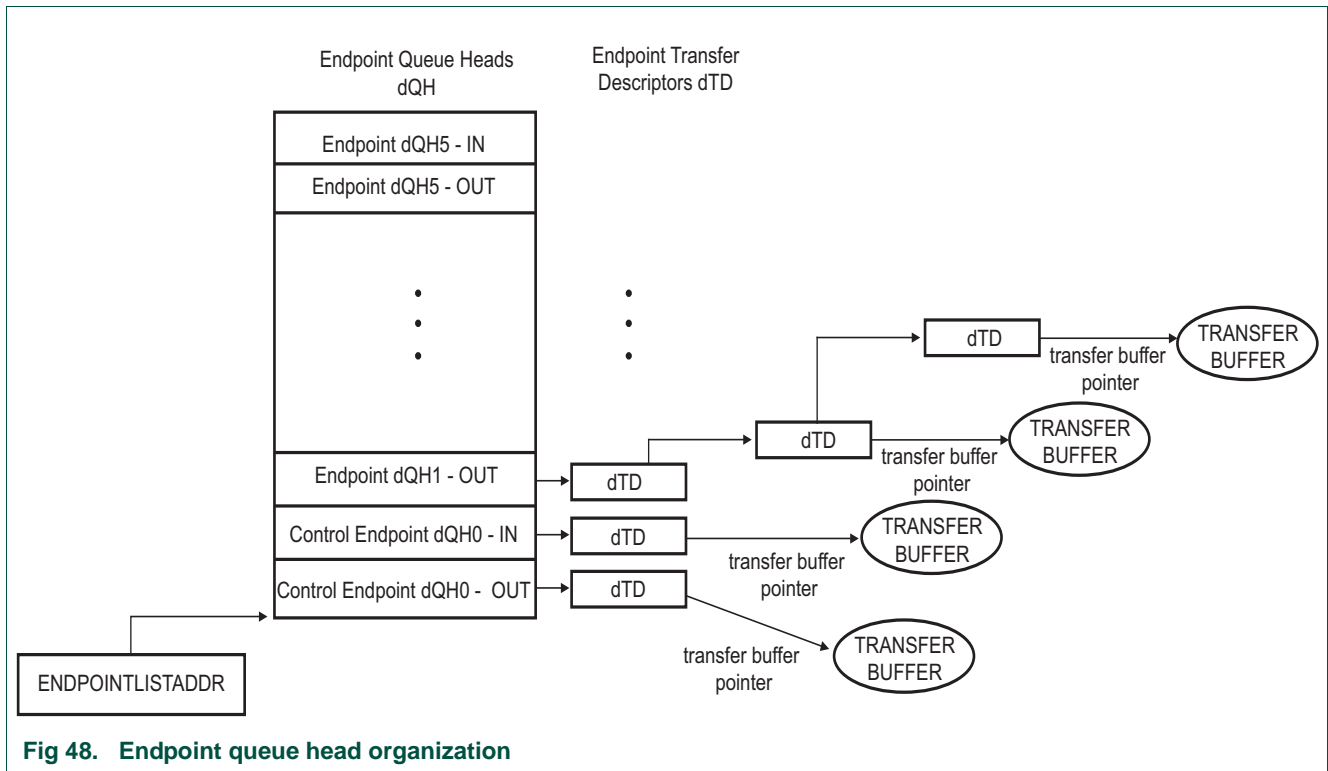 Endpoint Queue Heads
dQH
Endpoint Transfer
Descriptors dTD
Endpoint dQH5 - IN
Endpoint dQH5 - OUT
dTD
transfer buffer
pointer
TRANSFER
BUFFER
dTD
transfer buffer
pointer
TRANSFER
BUFFER
Endpoint dQH1 - OUT
dTD
Control Endpoint dQH0 - IN
dTD
transfer buffer
pointer
TRANSFER
BUFFER
Control Endpoint dQH0 - OUT
dTD
transfer buffer
pointer
TRANSFER
BUFFER
ENDPOINTLISTADDR
Fig 48. Endpoint queue head organization